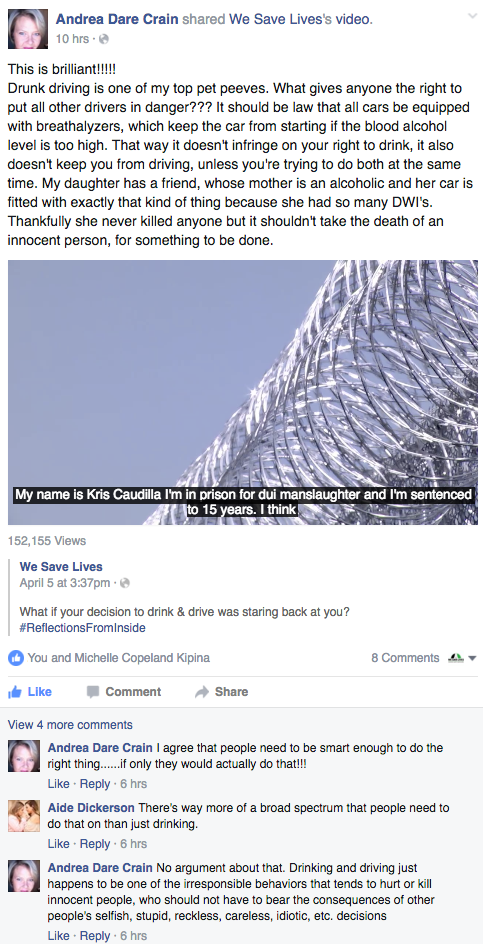 Andrea Dare Crain shared We Save Lives's video.
10 hrs ·
This is brilliant!!!!!
Drunk driving is one of my top pet peeves. What gives anyone the right to
put all other drivers in danger??? It should be law that all cars be equipped
with breathalyzers, which keep the car from starting if the blood alcohol
level is too high. That way it doesn't infringe on your right to drink, it also
doesn't keep you from driving, unless you're trying to do both at the same
time. My daughter has a friend, whose mother is an alcoholic and her car is
fitted with exactly that kind of thing because she had so many DWI's.
Thankfully she never killed anyone but it shouldn't take the death of an
innocent person, for something to be done.
My name is Kris Caudilla I'm in prison for dui manslaughter and I'm sentenced
to 15 years. I think
152,155 Views
We Save Lives
April 5 at 3:37pm ·
What if your decision to drink & drive was staring back at you?
#ReflectionsFromInside
You and Michelle Copeland Kipina
8 Comments
Like Comment Share
View 4 more comments
Andrea Dare Crain I agree that people need to be smart enough to do the
right thing......if only they would actually do that!!!
Like · Reply · 6 hrs
Aide Dickerson There's way more of a broad spectrum that people need to
do that on than just drinking.
Like · Reply · 6 hrs
Andrea Dare Crain No argument about that. Drinking and driving just
happens to be one of the irresponsible behaviors that tends to hurt or kill
innocent people, who should not have to bear the consequences of other
people's selfish, stupid, reckless, careless, idiotic, etc. decisions
Like · Reply · 6 hrs